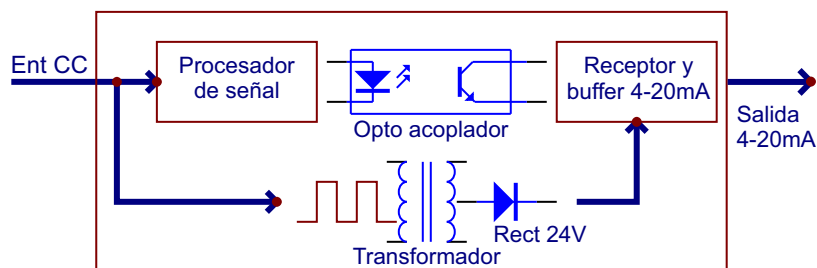 Ent CC
Procesador
de señal
Opto acoplador
Receptor y
buffer 4-20mA
Salida
4-20mA
Transformador
Rect 24V